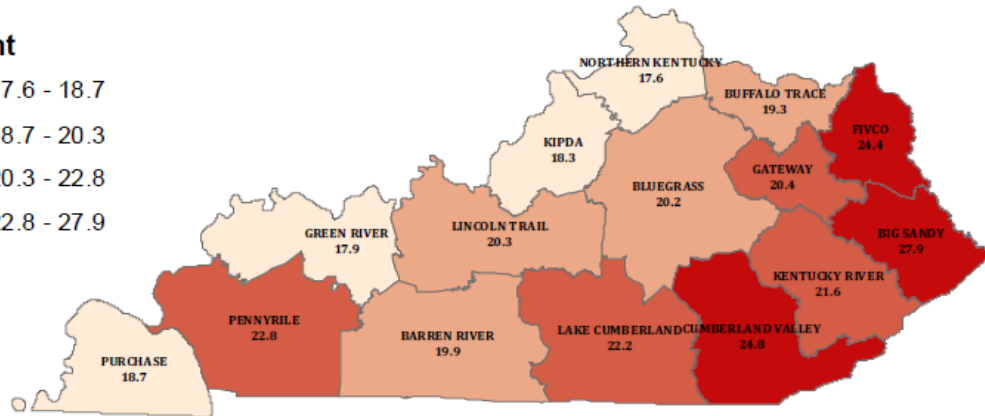 nt
7.6 - 18.7
8.7 - 20.3
20.3 - 22.8
22.8 - 27.9
NORTHERN KENTUCKY
17.6
BUFFALO TRACE
19.3
FIVCO
24.4
KIPDA
18.3
GATEWAY
20.4
BLUEGRASS
20.2
LINCOLN TRAIL
20.3
GREEN RIVER
17.9
BIG SANDY
27.9
KENTUCKY RIVER
21.6
PENNYRILE
22.8
BARREN RIVER
19.9
LAKE CUMBERLAND
22.2
CUMBERLAND VALLEY
24.8
PURCHASE
18.7